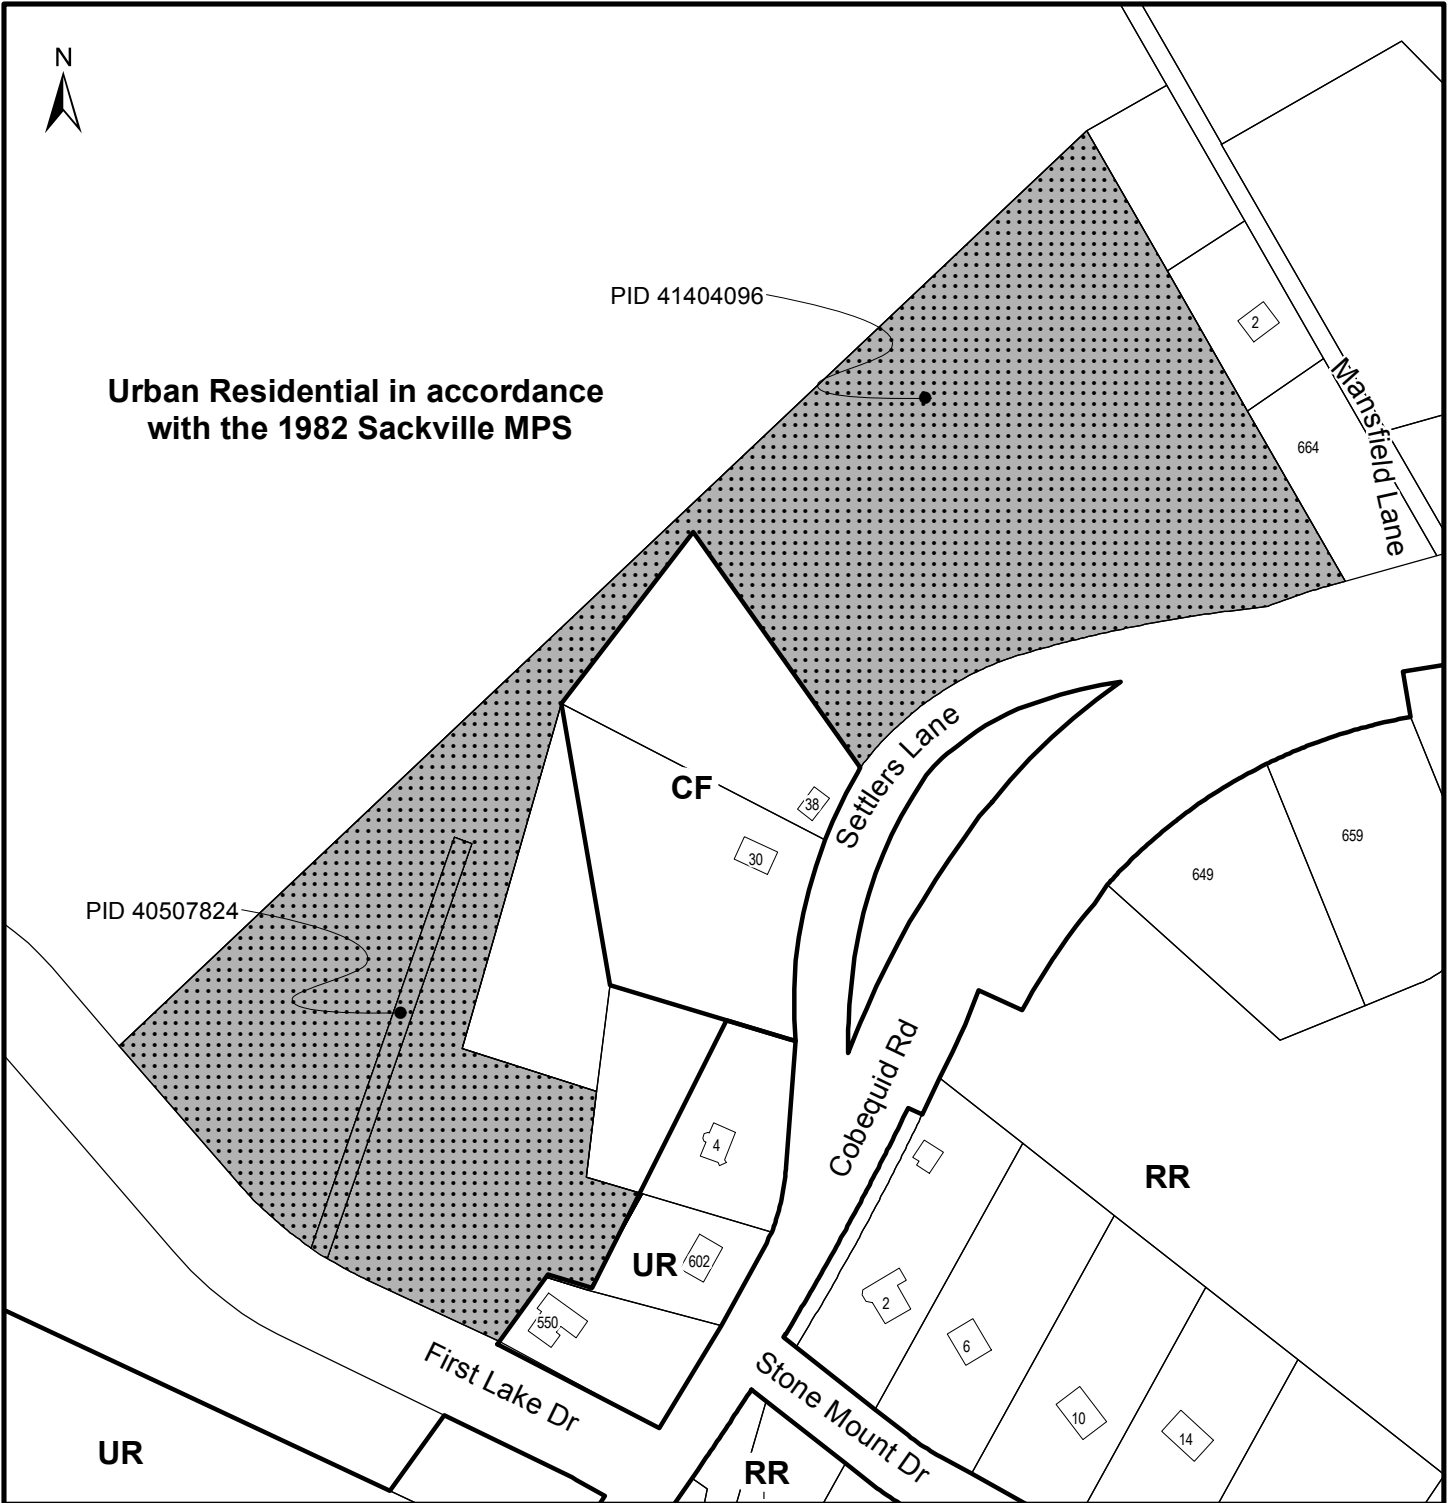 N
PID 41404096
2
Urban Residential in accordance
with the 1982 Sackville MPS
Mansfield Lane
664
CF
38
Settlers Lane
30
659
649
PID 40507824
Cobequid Rd
4
RR
UR
602
2
550
6
First Lake Dr
Stone Mount Dr
10
14
UR
RR